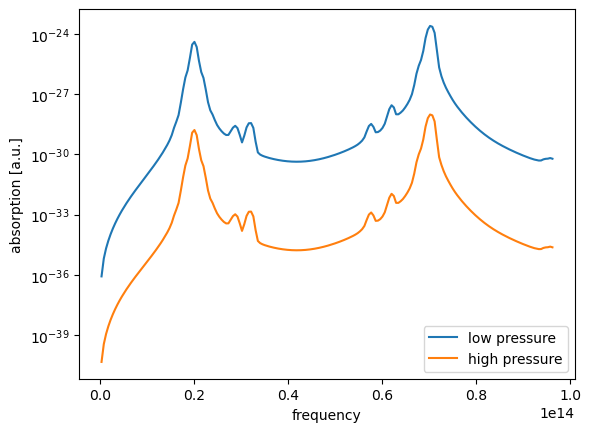 10⁻²⁴
10⁻²⁷
10⁻³⁰
10⁻³³
10⁻³⁶
10⁻³⁹
absorption [a.u.]
low pressure
high pressure
0.0 0.2 0.4 0.6 0.8 1.0
1e14
frequency